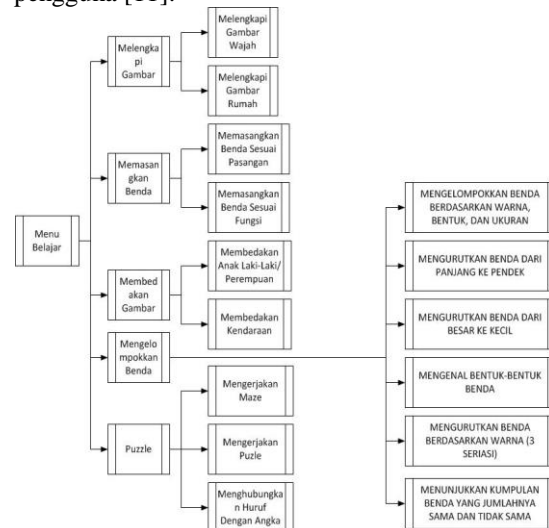 pengguna [11].
Melengka
pi
Gambar
Melengkapi
Gambar
Wajah
Melengkapi
Gambar
Rumah
Memasan
gkan
Benda
Memasangkan
Benda Sesuai
Pasangan
Memasangkan
Benda Sesuai
Fungsi
Menu
Belajar
Membed
akan
Gambar
Membedakan
Anak Laki-Laki/
Perempuan
Membedakan
Kendaraan
Mengelo
mpokkan
Benda
MENGELOMPOKKAN BENDA
BERDASARKAN WARNA,
BENTUK, DAN UKURAN
MENGURUTKAN BENDA DARI
PANJANG KE PENDEK
MENGURUTKAN BENDA DARI
BESAR KE KECIL
MENGENAL BENTUK-BENTUK
BENDA
MENGURUTKAN BENDA
BERDASARKAN WARNA (3
SERIASI)
MENUNJUKKAN KUMPULAN
BENDA YANG JUMLAHNYA
SAMA DAN TIDAK SAMA
Puzzle
Mengerjakan
Maze
Mengerjakan
Puzle
Menghubungka
n Huruf
Dengan Angka